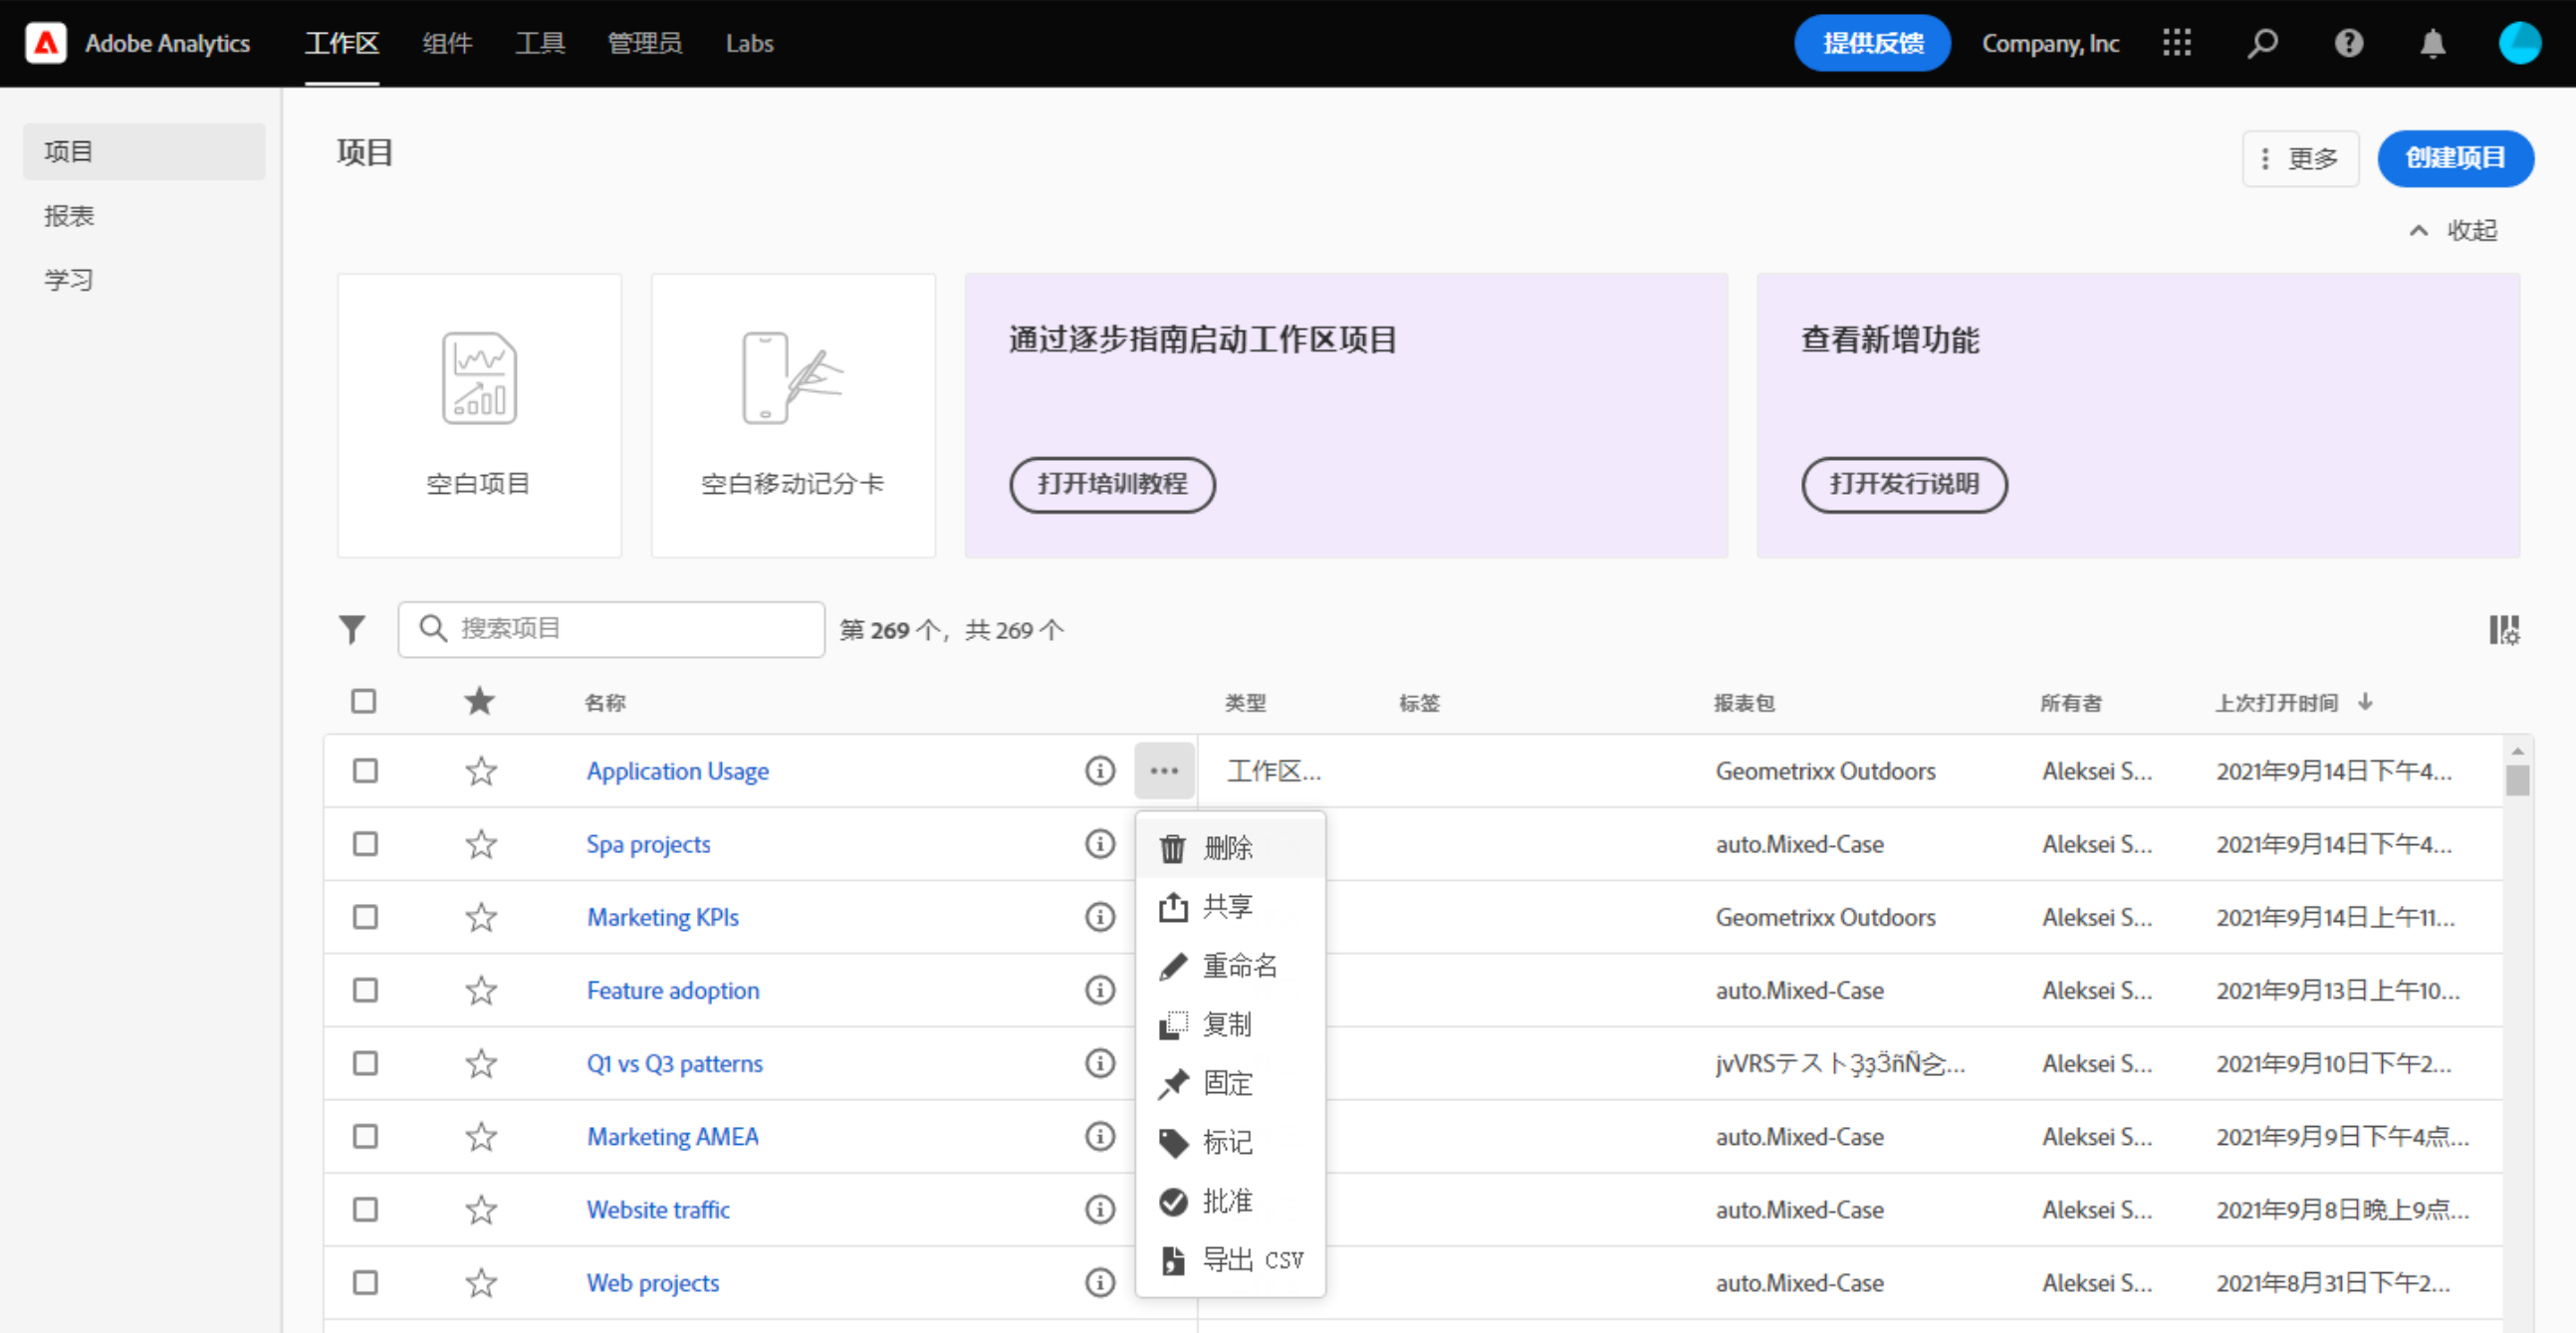 Adobe Analytics 工作区 组件 工具 管理员 Labs 提供反馈 Company, Inc
项目
报表
学习
项目
更多 创建项目
收起
空白项目
空白移动记分卡
通过逐步指南启动工作区项目
打开培训教程
查看新增功能
打开发行说明
搜索项目 第 269 个，共 269 个
名称 类型 标签 报表包 所有者 上次打开时间
Application Usage 工作区... Geometrixx Outdoors Aleksei S... 2021年9月14日下午4...
Spa projects auto.Mixed-Case Aleksei S... 2021年9月14日下午4...
Marketing KPIs Geometrixx Outdoors Aleksei S... 2021年9月14日上午11...
Feature adoption auto.Mixed-Case Aleksei S... 2021年9月13日上午10...
Q1 vs Q3 patterns Aleksei S... 2021年9月10日下午2...
Marketing AMEA auto.Mixed-Case Aleksei S... 2021年9月9日下午4点...
Website traffic auto.Mixed-Case Aleksei S... 2021年9月8日晚上9点...
Web projects auto.Mixed-Case Aleksei S... 2021年8月31日下午2...
删除
共享
重命名
复制
固定
标记
批准
导出 CSV